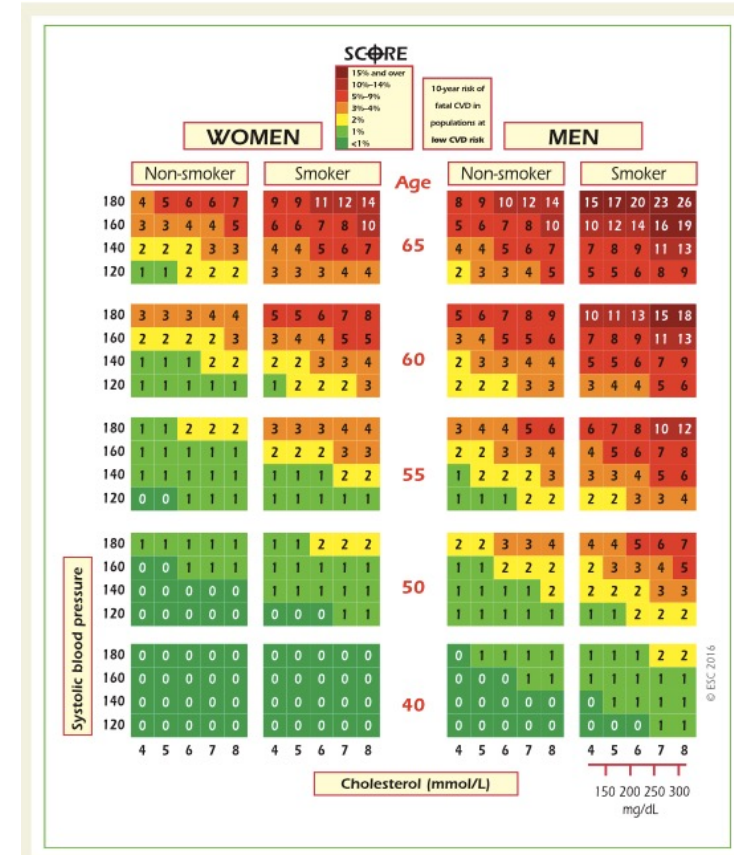 SCORE
15% and over
10%–14%
5%–9%
3%–4%
2%
1%
<1%
10-year risk of
fatal CVD in
populations at
low CVD risk
WOMEN MEN
Non-smoker Smoker Age Non-smoker Smoker
180 4 5 6 6 7 9 9 11 12 14 8 9 10 12 14 15 17 20 23 26
160 3 3 4 4 5 6 6 7 8 10 5 6 7 8 10 10 12 14 16 19
140 2 2 2 3 3 4 4 5 6 7 65 4 4 5 6 7 7 8 9 11 13
120 1 1 2 2 2 3 3 3 4 4 2 3 3 4 5 5 5 6 8 9
180 3 3 3 4 4 5 5 6 7 8 5 6 7 8 9 10 11 13 15 18
160 2 2 2 2 3 3 4 4 5 5 3 4 5 5 6 7 8 9 11 13
140 1 1 1 2 2 2 2 3 3 4 60 2 3 3 4 4 5 5 6 7 9
120 1 1 1 1 1 1 2 2 2 3 2 2 2 3 3 3 4 4 5 6
180 1 1 2 2 2 3 3 3 4 4 3 4 4 5 6 6 7 8 10 12
160 1 1 1 1 1 2 2 2 3 3 2 2 3 3 4 4 5 6 7 8
140 1 1 1 1 1 1 1 1 2 2 55 1 2 2 2 3 3 3 4 5 6
120 0 0 1 1 1 1 1 1 1 1 1 1 1 2 2 2 2 3 3 4
180 1 1 1 1 1 1 1 2 2 2 2 2 3 3 4 4 4 5 6 7
160 0 0 1 1 1 1 1 1 1 1 1 1 2 2 2 2 3 3 4 5
140 0 0 0 0 0 1 1 1 1 1 50 1 1 1 1 2 2 2 2 3 3
120 0 0 0 0 0 0 0 0 1 1 1 1 1 1 1 1 1 2 2 2
180 0 0 0 0 0 0 0 0 0 0 0 1 1 1 1 1 1 1 2 2
160 0 0 0 0 0 0 0 0 0 0 0 0 0 1 1 1 1 1 1 1
140 0 0 0 0 0 0 0 0 0 0 40 0 0 0 0 0 0 1 1 1 1
120 0 0 0 0 0 0 0 0 0 0 0 0 0 0 0 0 0 0 1 1
4 5 6 7 8 4 5 6 7 8 4 5 6 7 8 4 5 6 7 8
Systolic blood pressure
Cholesterol (mmol/L)
150 200 250 300
mg/dL
© ESC 2016